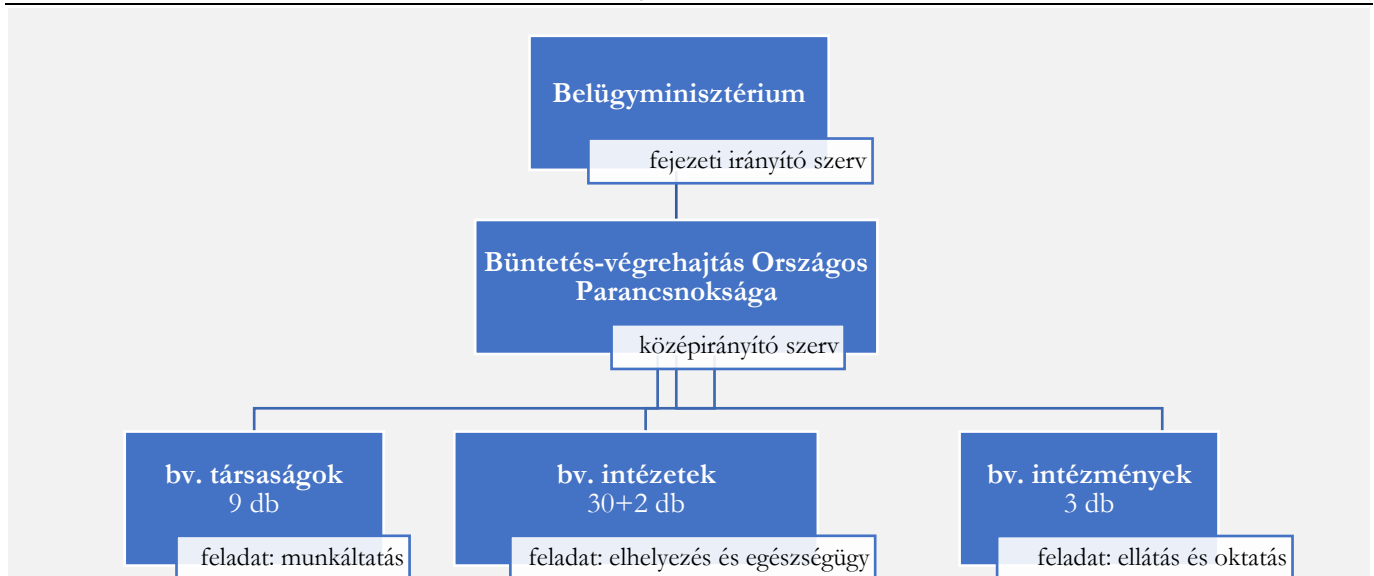 Belügyminisztérium
fejezeti irányító szerv
Büntetés-végrehajtás Országos
Parancsnoksága
középirányító szerv
bv. társaságok
9 db
feladat: munkáltatás
bv. intézetek
30+2 db
feladat: elhelyezés és egészségügy
bv. intézmények
3 db
feladat: ellátás és oktatás